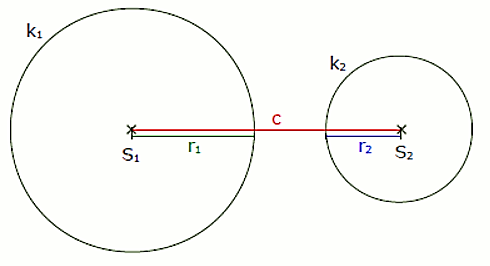 k₁
k₂
c
S₁
r₁
r₂
S₂